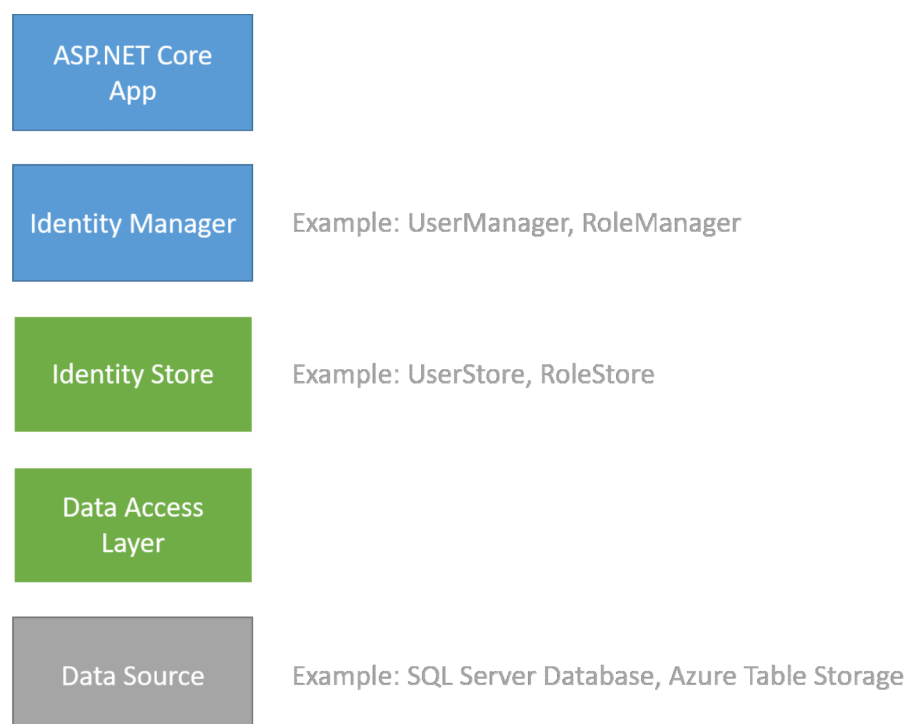 ASP.NET Core
App
Identity Manager
Example: UserManager, RoleManager
Identity Store
Example: UserStore, RoleStore
Data Access
Layer
Data Source
Example: SQL Server Database, Azure Table Storage